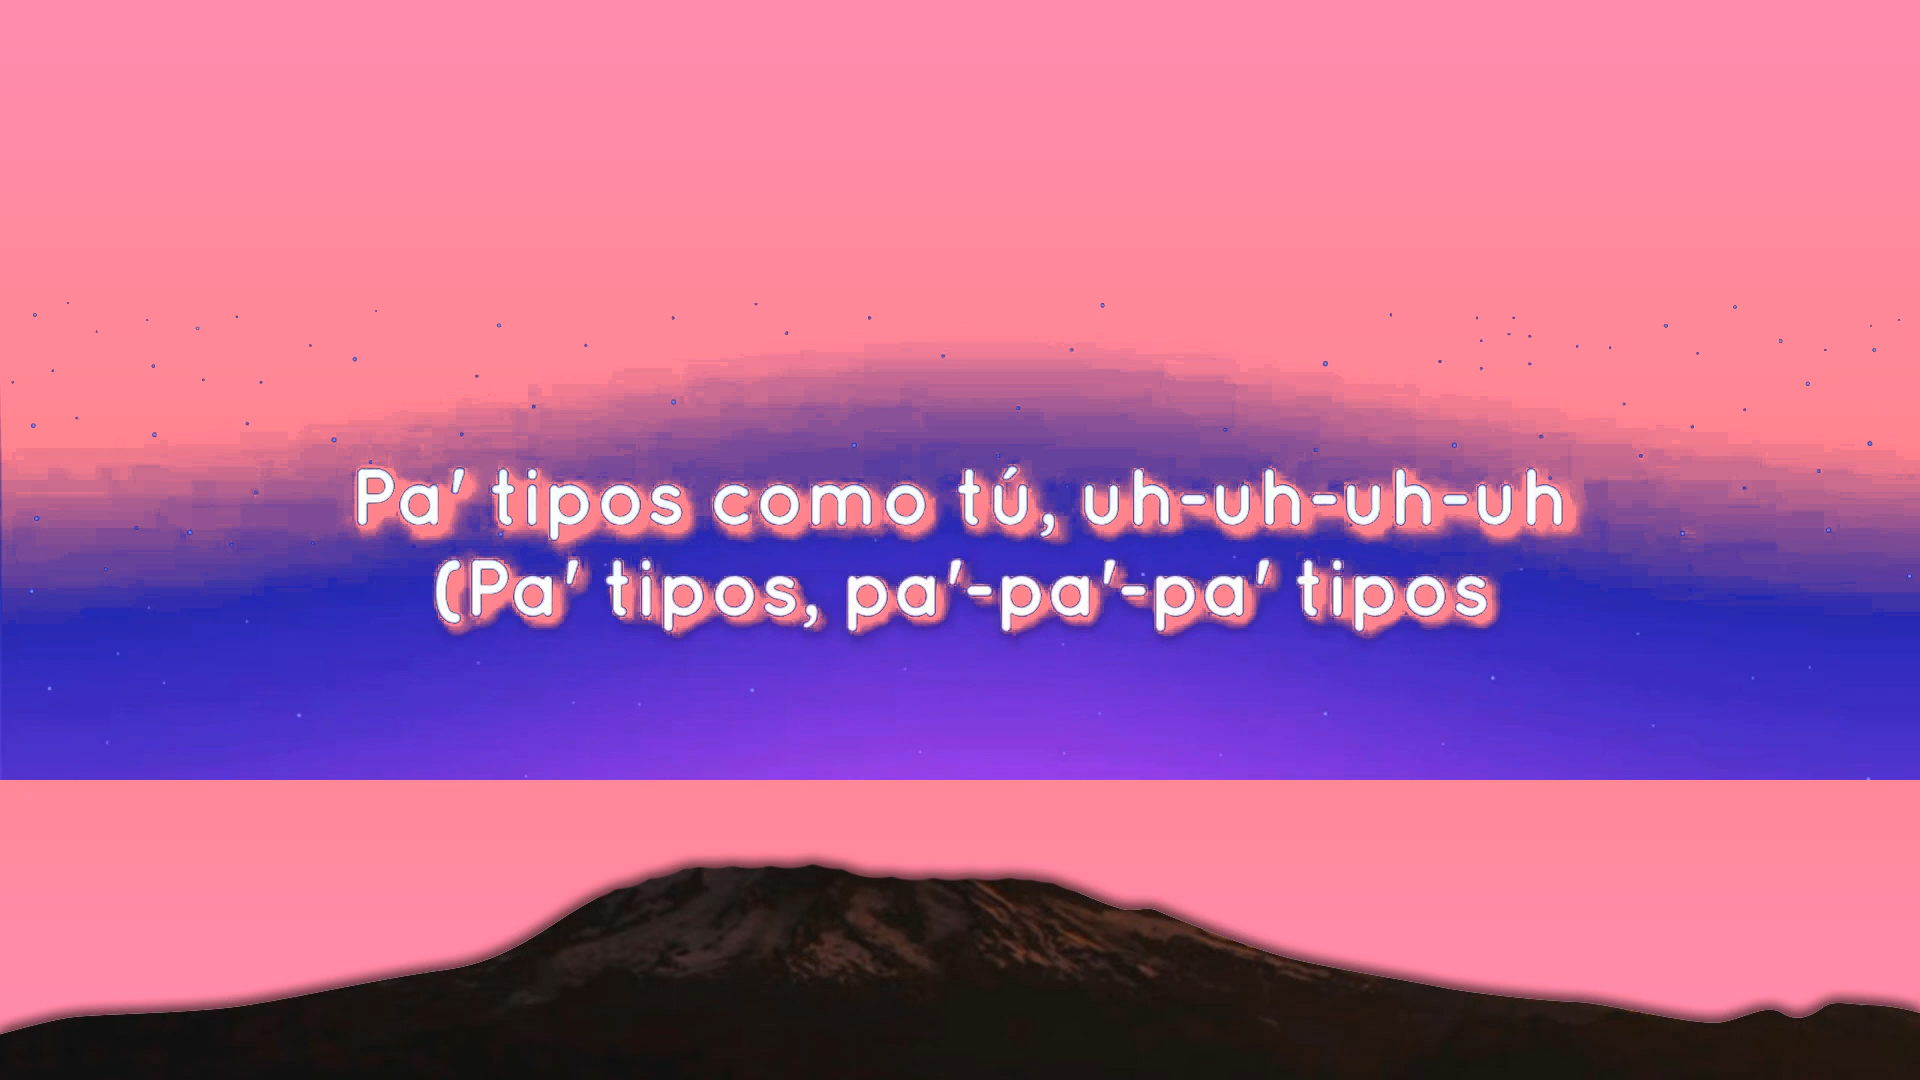 Pa' tipos como tú, uh-uh-uh-uh
(Pa' tipos, pa'-pa'-pa' tipos